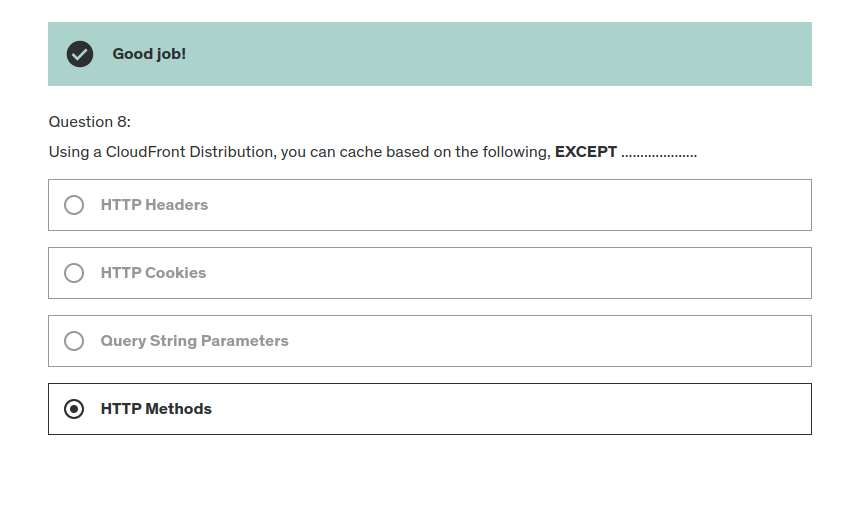 Good job!
Question 8:
Using a CloudFront Distribution, you can cache based on the following, EXCEPT ....................
HTTP Headers
HTTP Cookies
Query String Parameters
HTTP Methods